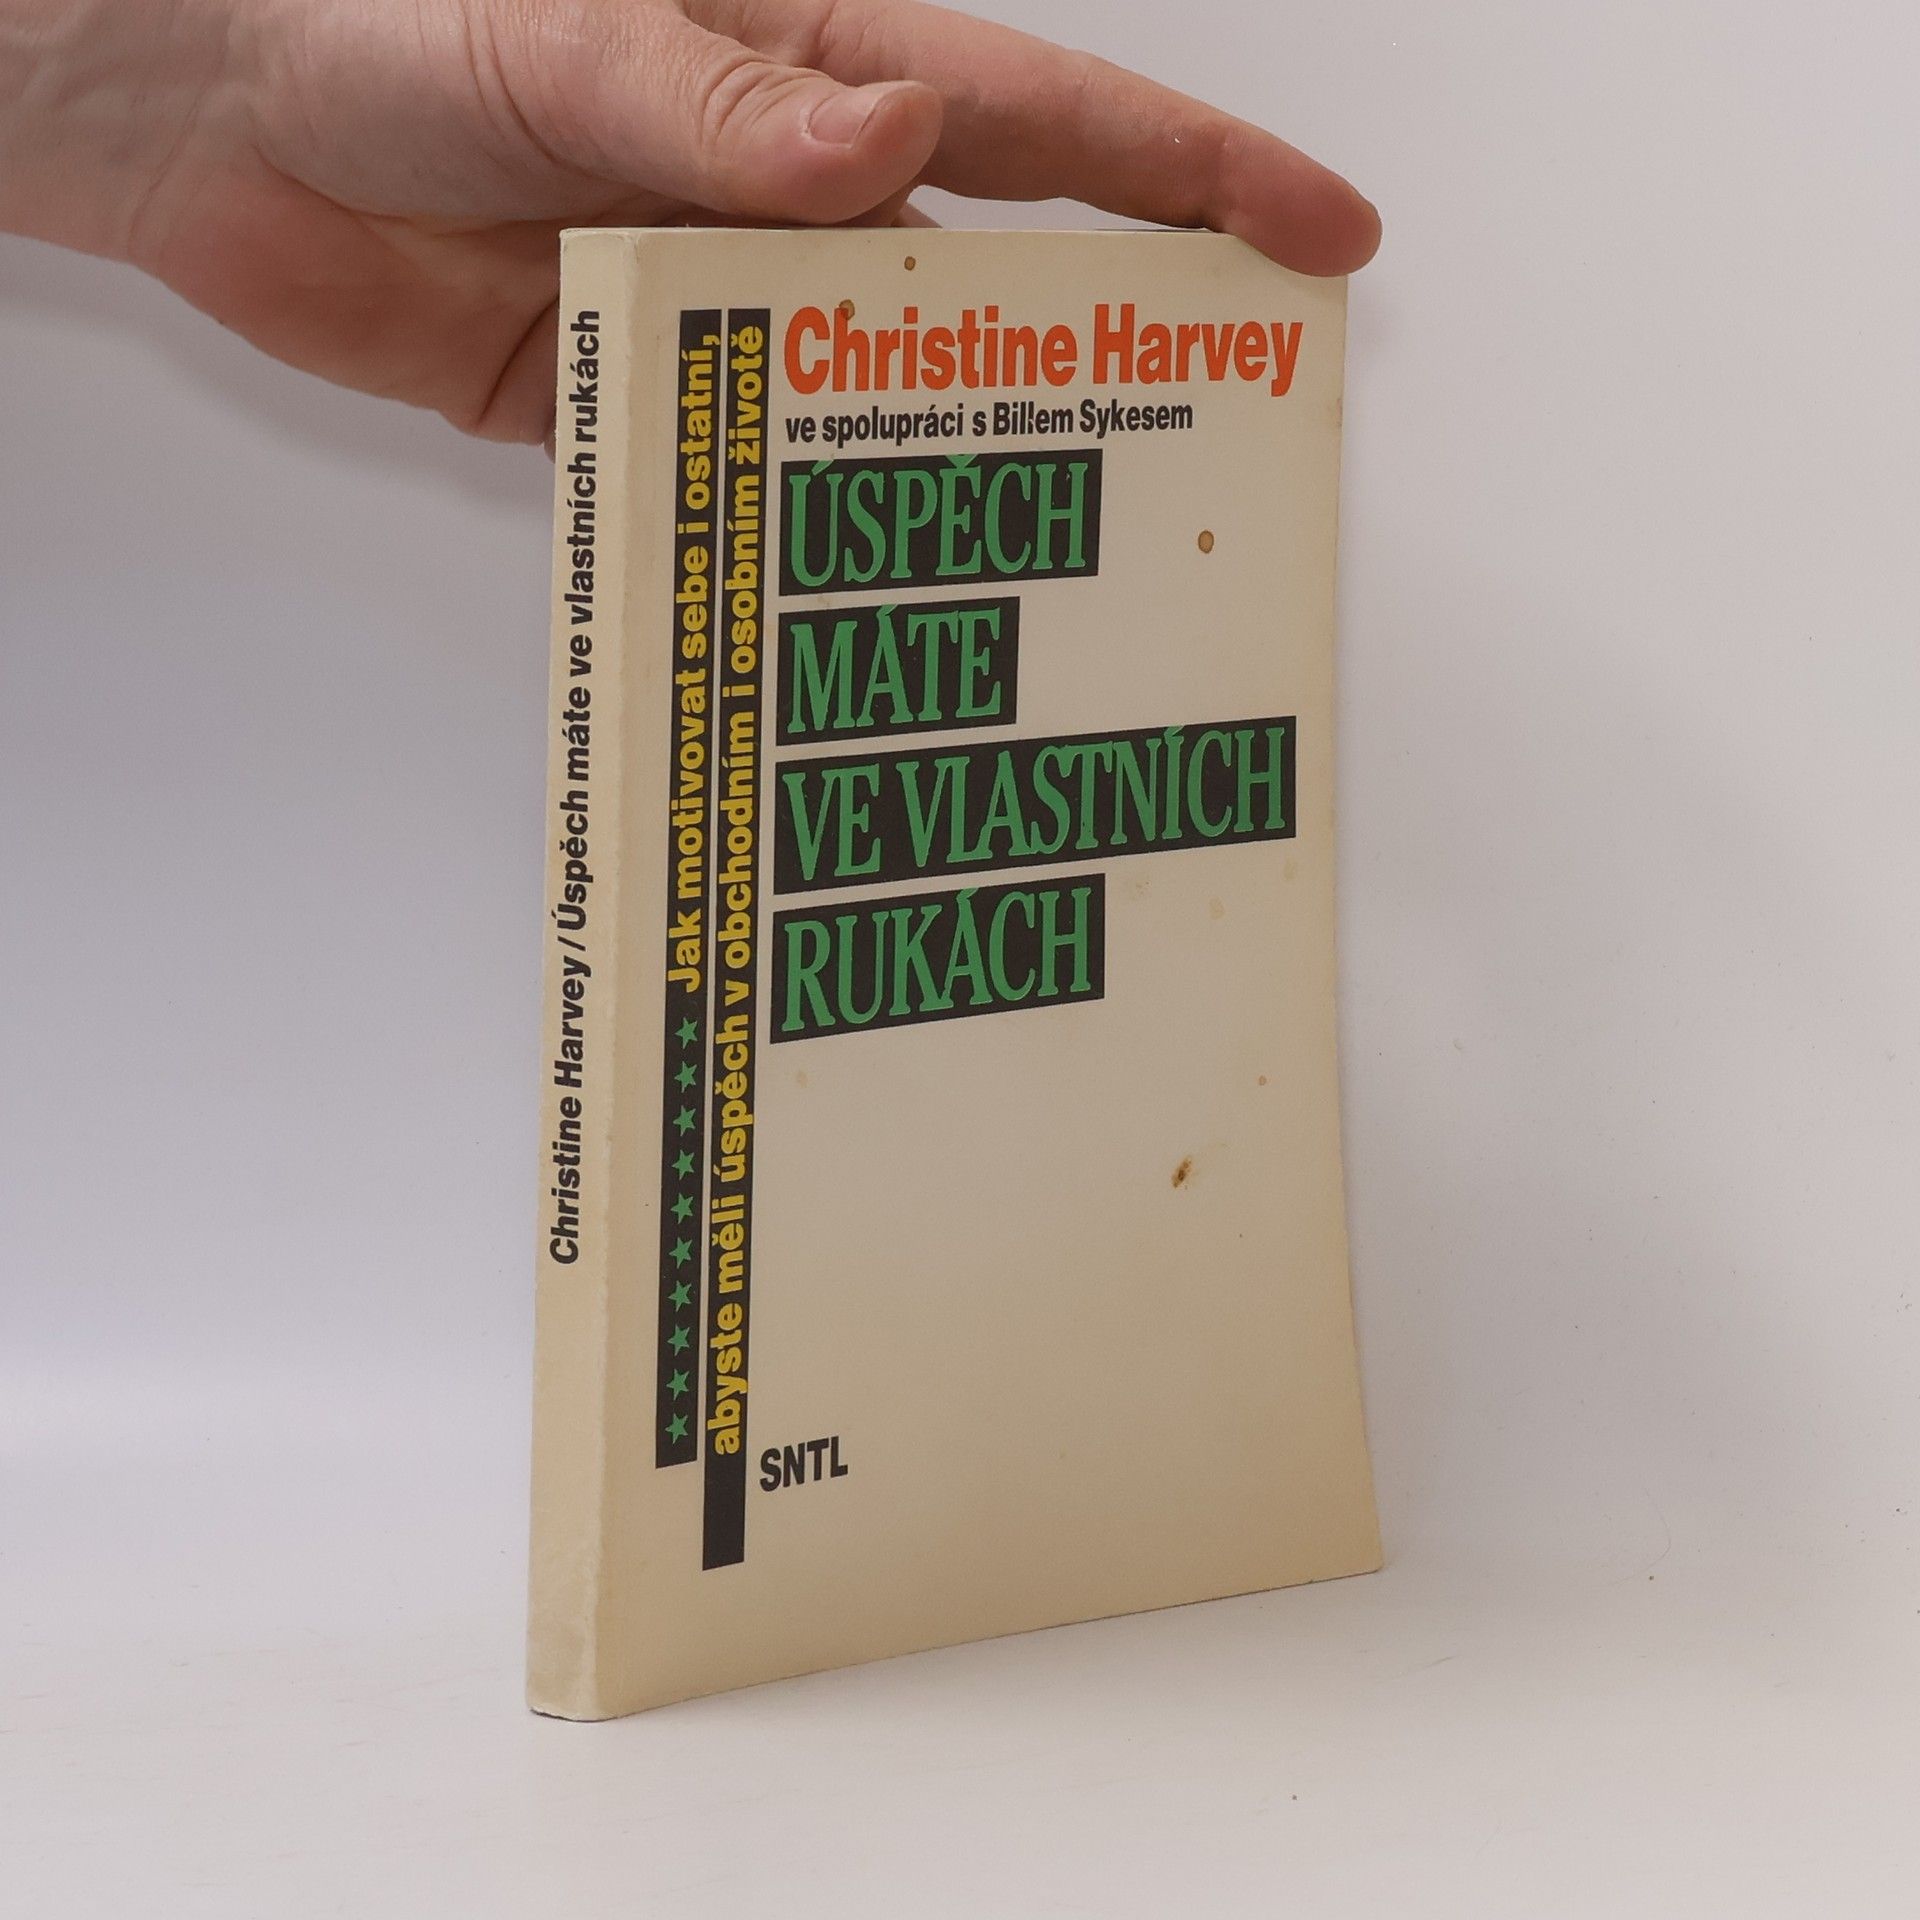 Christine Harvey / Úspěch máte ve vlastních rukách
Jak motivovat sebe i ostatní,
abyste měli úspěch v obchodním i osobním životě
Christine Harvey
ve spolupráci s Billem Sykesem
ÚSPĚCH
MÁTE
VE VLASTNÍCH
RUKÁCH
SNTL